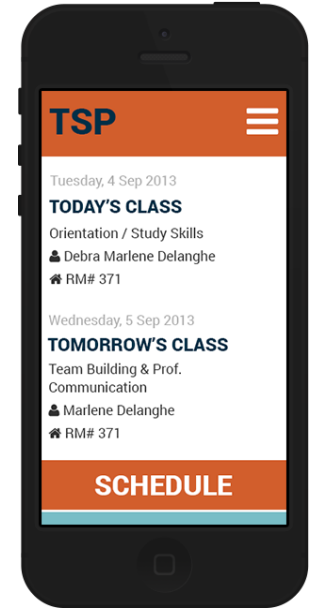 TSP
Tuesday, 4 Sep 2013
TODAY'S CLASS
Orientation / Study Skills
Debra Marlene Delanghe
RM# 371
Wednesday, 5 Sep 2013
TOMORROW'S CLASS
Team Building & Prof.
Communication
Marlene Delanghe
RM# 371
SCHEDULE